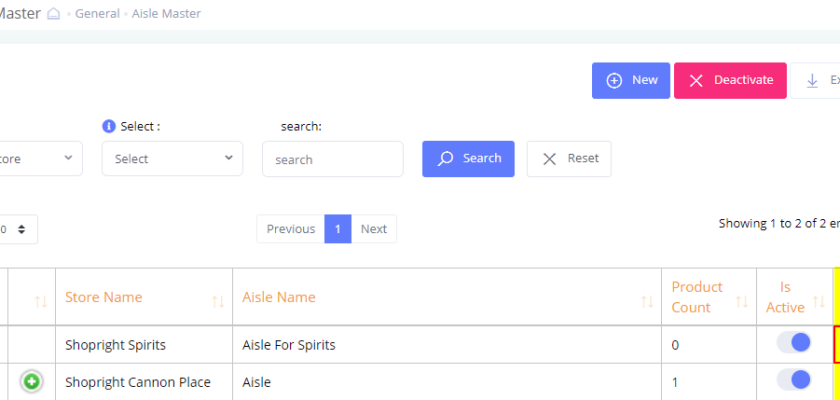 Master General Aisle Master
New Deactivate
Select : search:
Select search Search Reset
0 Previous 1 Next Showing 1 to 2 of 2
Store Name Aisle Name Product Count Is Active
Shopright Spirits Aisle For Spirits 0
Shopright Cannon Place Aisle 1